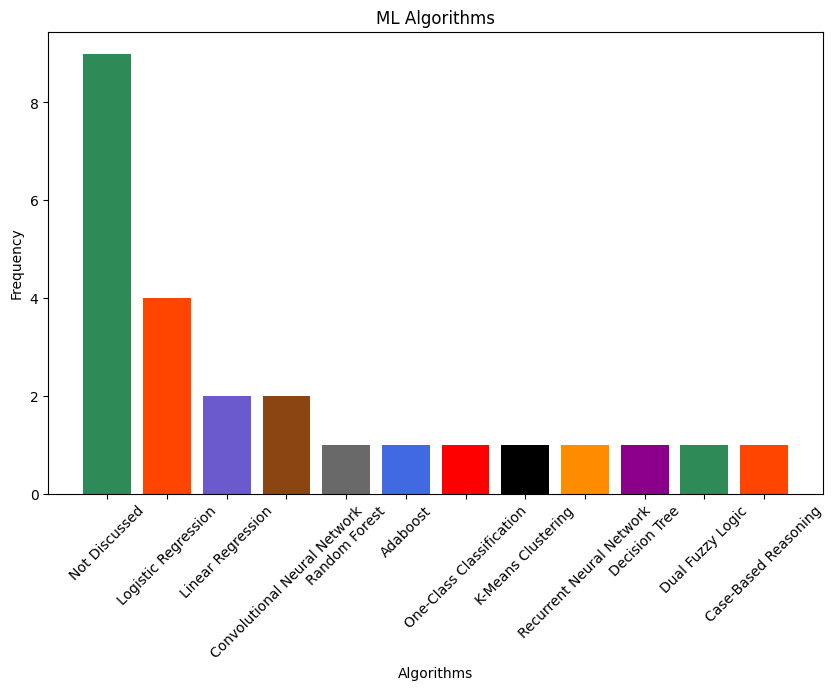 ML Algorithms
Frequency
8
6
4
2
0
Not Discussed
Logistic Regression
Linear Regression
Convolutional Neural Network
Random Forest
Adaboost
One-Class Classification
K-Means Clustering
Recurrent Neural Network
Decision Tree
Dual Fuzzy Logic
Case-Based Reasoning
Algorithms